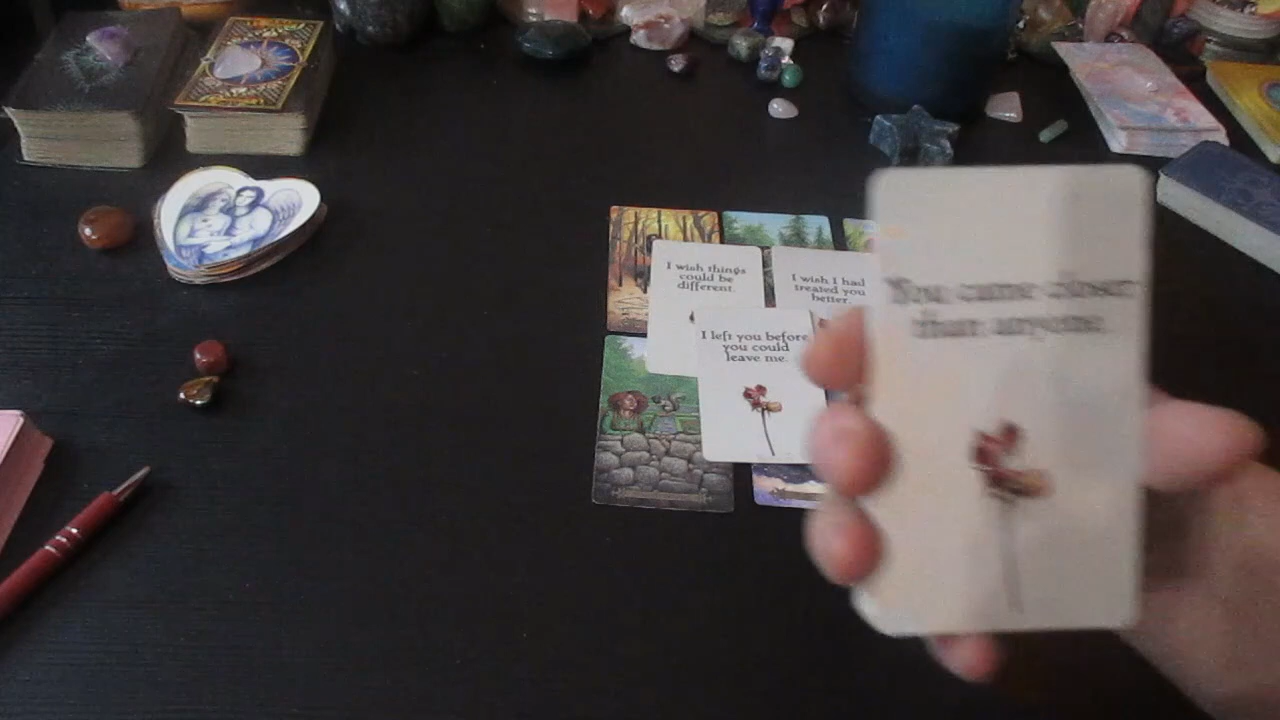 I wish things
could be
different.
I wish I had
treated you
better.
I left you before
you could
leave me.
You came closer
than anyone.